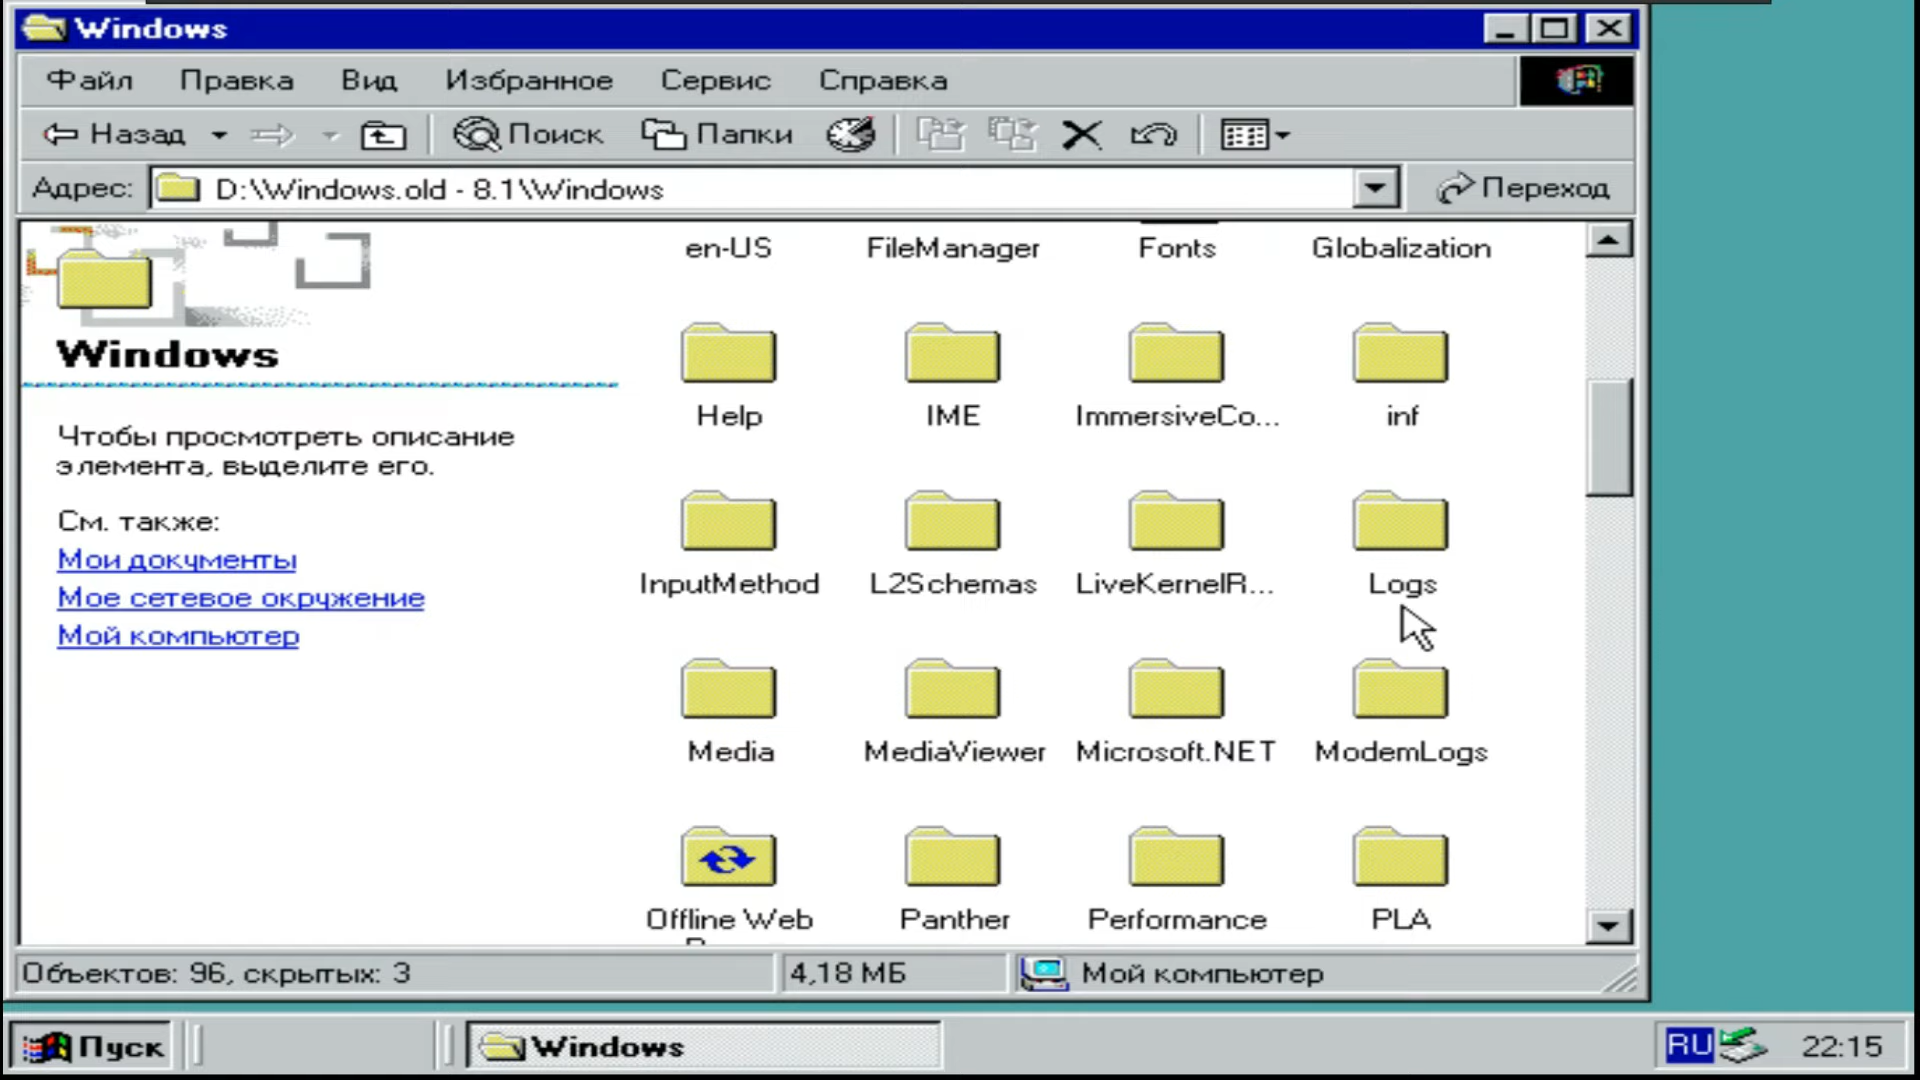 Windows
Файл Правка Вид Избранное Сервис Справка
Назад Поиск Папки
Адрес: D:\Windows.old - 8.1\Windows Переход
en-US FileManager Fonts Globalization
Windows
Help IME ImmersiveCo... inf
Чтобы просмотреть описание
элемента, выделите его.
См. также:
Мои документы
Мое сетевое окружение
Мой компьютер
InputMethod L2Schemas LiveKernelR... Logs
Media MediaViewer Microsoft.NET ModemLogs
Offline Web Panther Performance PLA
Объектов: 96, скрытых: 3 4,18 МБ Мой компьютер
Пуск Windows RU 22:15